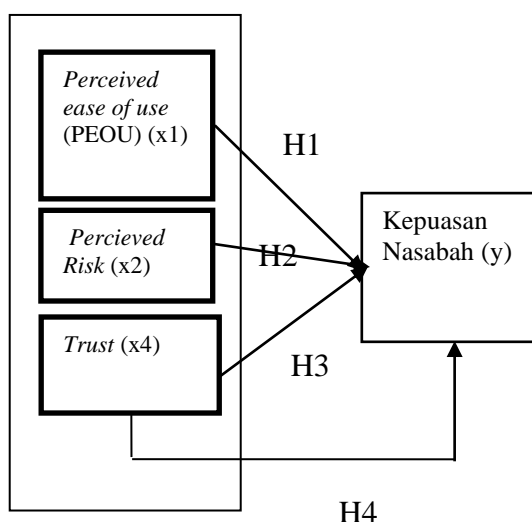 Perceived
ease of use
(PEOU) (x1)
H1
Kepuasan
Nasabah (y)
Percieved
Risk (x2)
H2
Trust (x4)
H3
H4